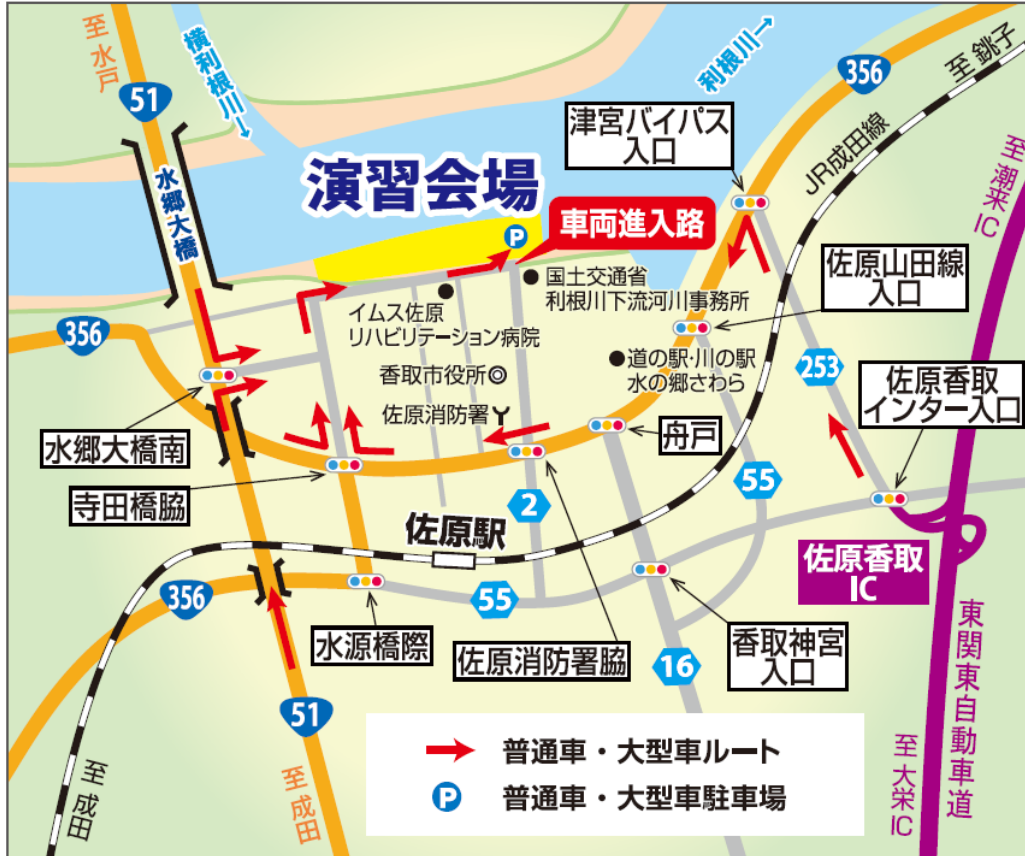 至 水戸
51
横利根川→
利根川→
356
至 銚子
津宮バイパス
入口
JR成田線
至 潮来IC
水郷大橋
演習会場
P
車両進入路
国土交通省
利根川下流河川事務所
佐原山田線
入口
イムス佐原
リハビリテーション病院
356
道の駅・川の駅
水の郷さわら
253
香取市役所
佐原消防署
佐原香取
インター入口
水郷大橋南
舟戸
寺田橋脇
2
55
佐原駅
佐原香取
IC
356
55
水源橋際
佐原消防署脇
香取神宮
入口
16
東関東自動車道
51
至 成田
至 成田
至 大栄IC
普通車・大型車ルート
P
普通車・大型車駐車場